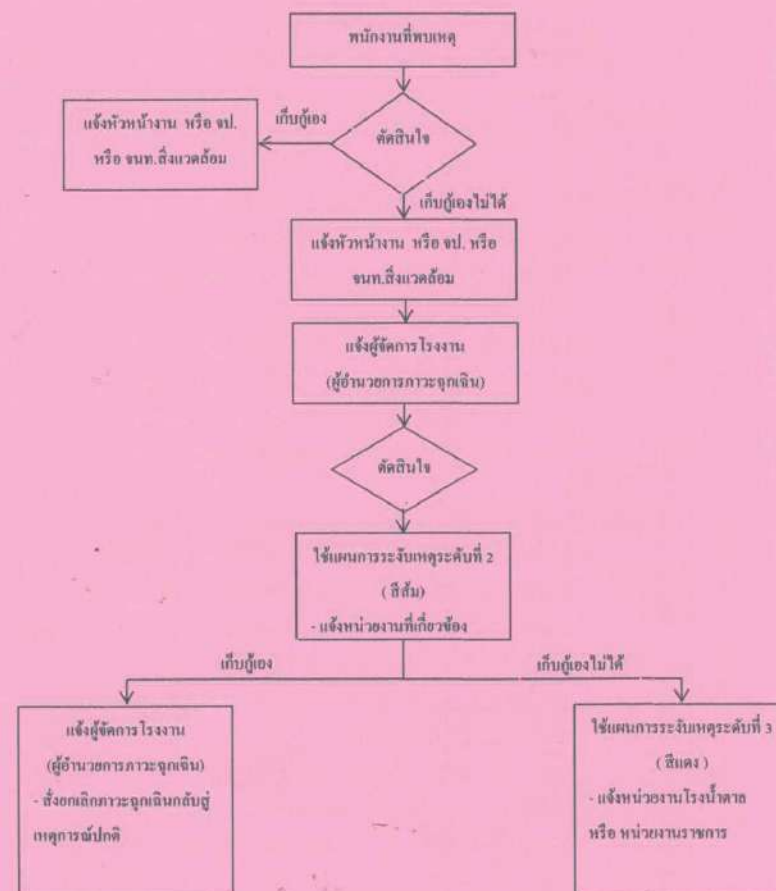 พนักงานที่พบเหตุ
ตัดสินใจ
เก็บกู้เอง
แจ้งหัวหน้างาน หรือ จป.
หรือ จนท.สิ่งแวดล้อม
เก็บกู้เองไม่ได้
แจ้งหัวหน้างาน หรือ จป. หรือ
จนท.สิ่งแวดล้อม
แจ้งผู้จัดการโรงงาน
(ผู้อำนวยการภาวะฉุกเฉิน)
ตัดสินใจ
ใช้แผนการระงับเหตุระดับที่ 2
( สีส้ม)
- แจ้งหน่วยงานที่เกี่ยวข้อง
เก็บกู้เอง
เก็บกู้เองไม่ได้
แจ้งผู้จัดการโรงงาน
(ผู้อำนวยการภาวะฉุกเฉิน)
- สั่งยกเลิกภาวะฉุกเฉินกลับสู่
เหตุการณ์ปกติ
ใช้แผนการระงับเหตุระดับที่ 3
( สีแดง )
- แจ้งหน่วยงานโรงน้ำตาล
หรือ หน่วยงานราชการ